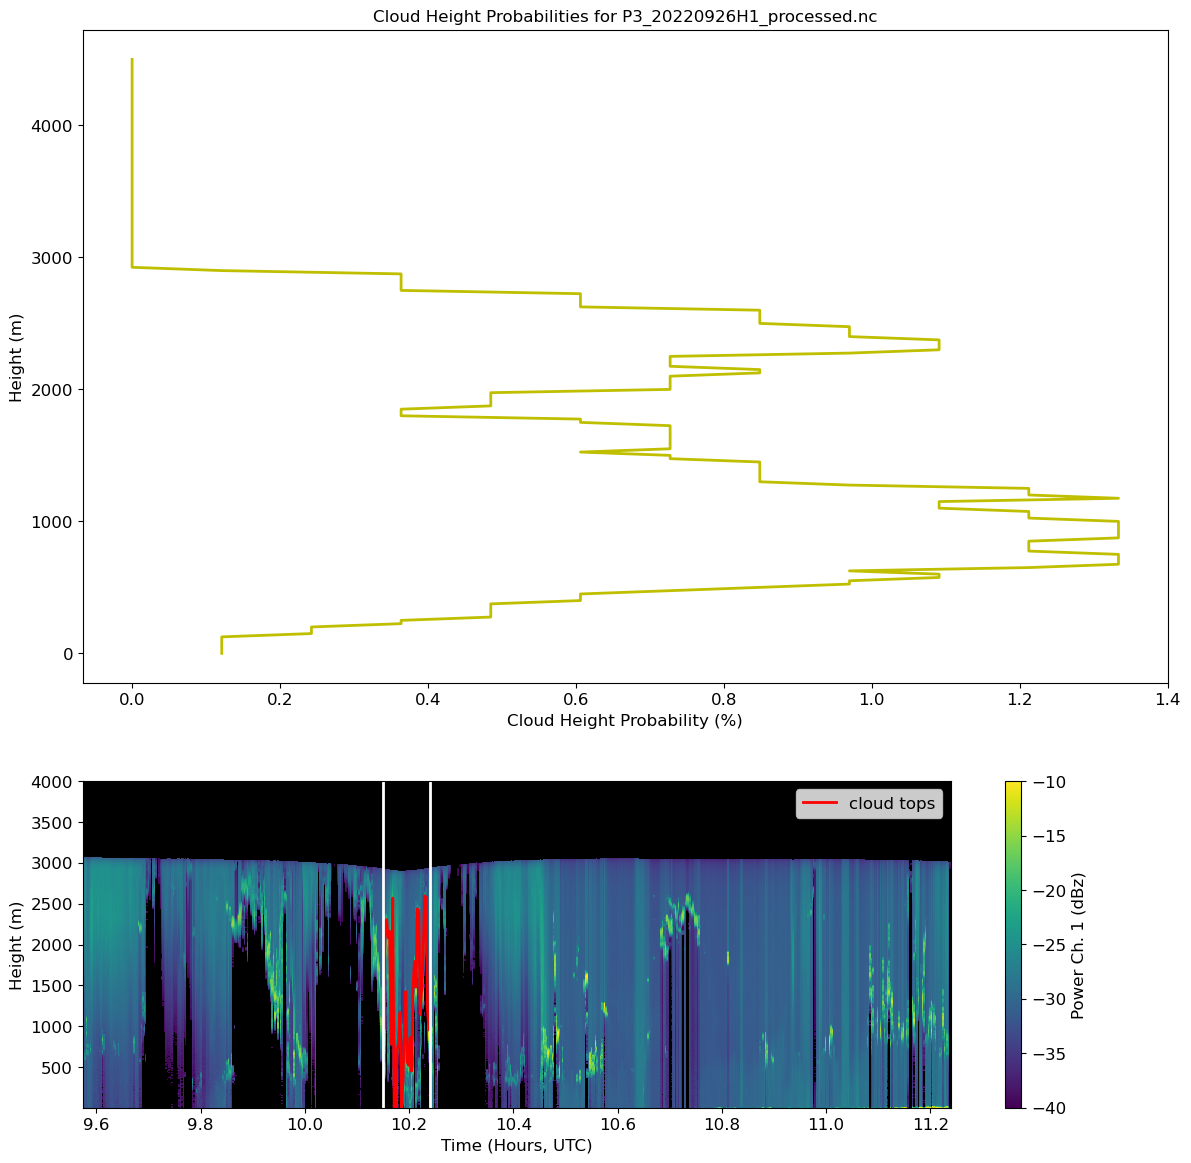 Cloud Height Probabilities for P3_20220926H1_processed.nc
Height (m)
4000
3000
2000
1000
0
0.0 0.2 0.4 0.6 0.8 1.0 1.2 1.4
Cloud Height Probability (%)
Height (m)
4000
3500
3000
2500
2000
1500
1000
500
cloud tops
9.6 9.8 10.0 10.2 10.4 10.6 10.8 11.0 11.2
Time (Hours, UTC)
−10
−15
−20
−25
−30
−35
−40
Power Ch. 1 (dBz)